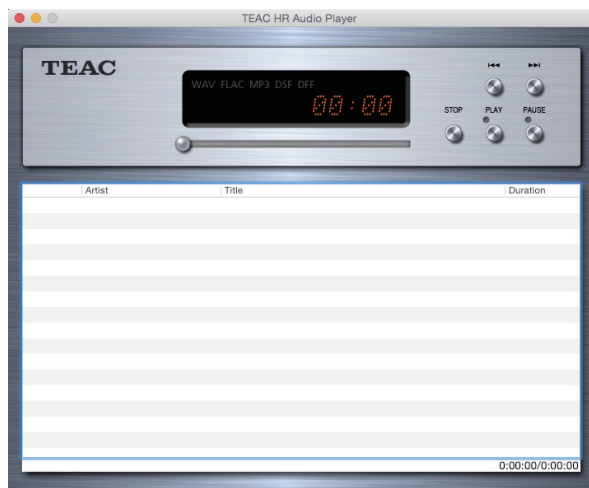 TEAC HR Audio Player
TEAC
WAV FLAC MP3 DSF DFF
00:00
STOP PLAY PAUSE
Artist Title Duration
0:00:00/0:00:00